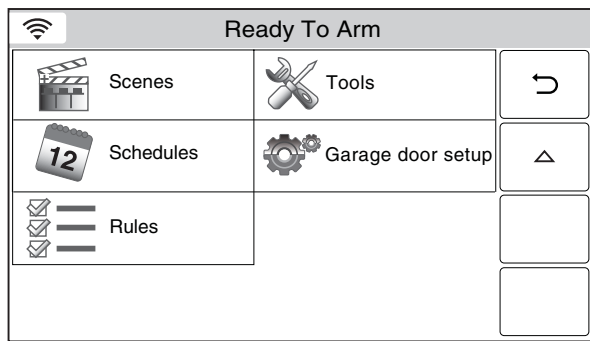 Ready To Arm
Scenes
Tools
12
Schedules
Garage door setup
Rules